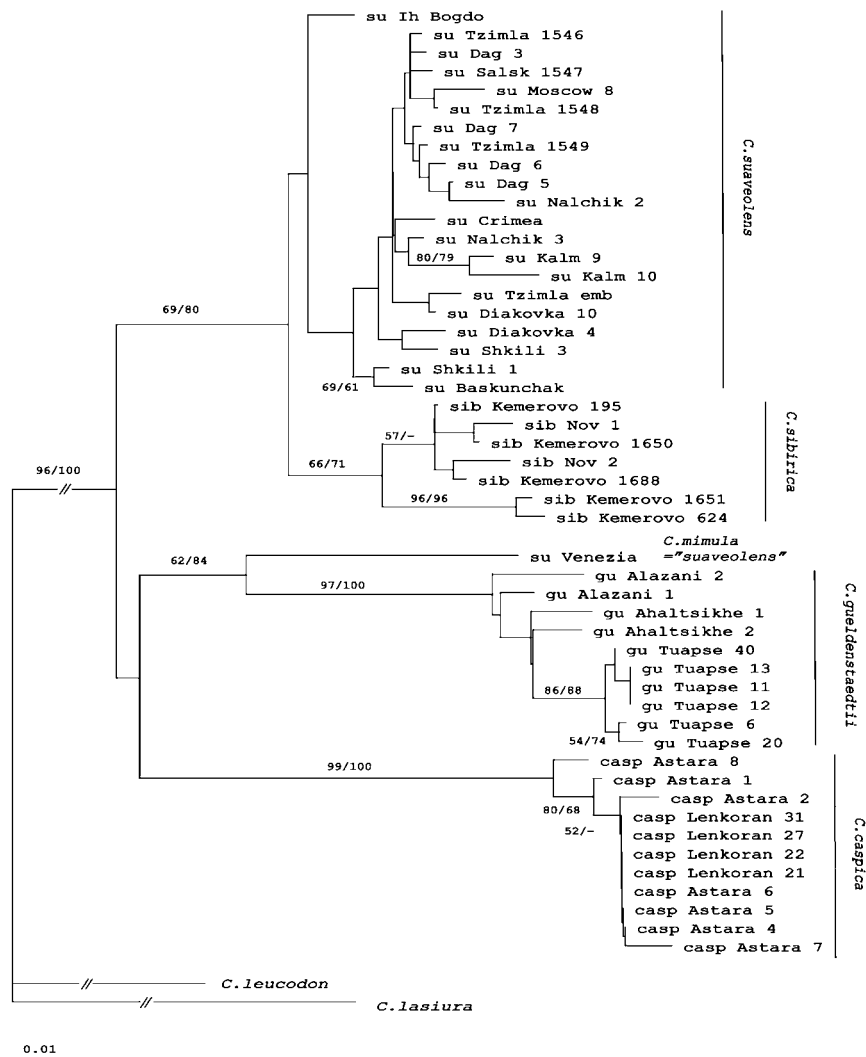 su Ih Bogdo
su Tzimla 1546
su Dag 3
su Salsk 1547
su Moscow 8
su Tzimla 1548
su Dag 7
su Tzimla 1549
su Dag 6
su Dag 5
su Nalchik 2
su Crimea
su Nalchik 3
80/79
su Kalm 9
su Kalm 10
su Tzimla emb
69/80
su Diakovka 10
su Diakovka 4
su Shkili 3
su Shkili 1
69/61
su Baskunchak
C.suaveolens
sib Kemerovo 195
sib Nov 1
57/-
sib Kemerovo 1650
sib Nov 2
66/71
96/100
sib Kemerovo 1688
96/96
sib Kemerovo 1651
sib Kemerovo 624
C.sibirica
C.mimula
su Venezia ="suaveolens"
62/84
gu Alazani 2
97/100
gu Alazani 1
gu Ahaltsikhe 1
gu Ahaltsikhe 2
gu Tuapse 40
gu Tuapse 13
86/88
gu Tuapse 11
gu Tuapse 12
gu Tuapse 6
54/74
gu Tuapse 20
C.gueldenstaedtii
casp Astara 8
99/100
casp Astara 1
casp Astara 2
80/68
casp Lenkoran 31
52/-
casp Lenkoran 27
casp Lenkoran 22
casp Lenkoran 21
casp Astara 6
casp Astara 5
casp Astara 4
casp Astara 7
C.caspica
C.leucodon
C.lasiura
0.01